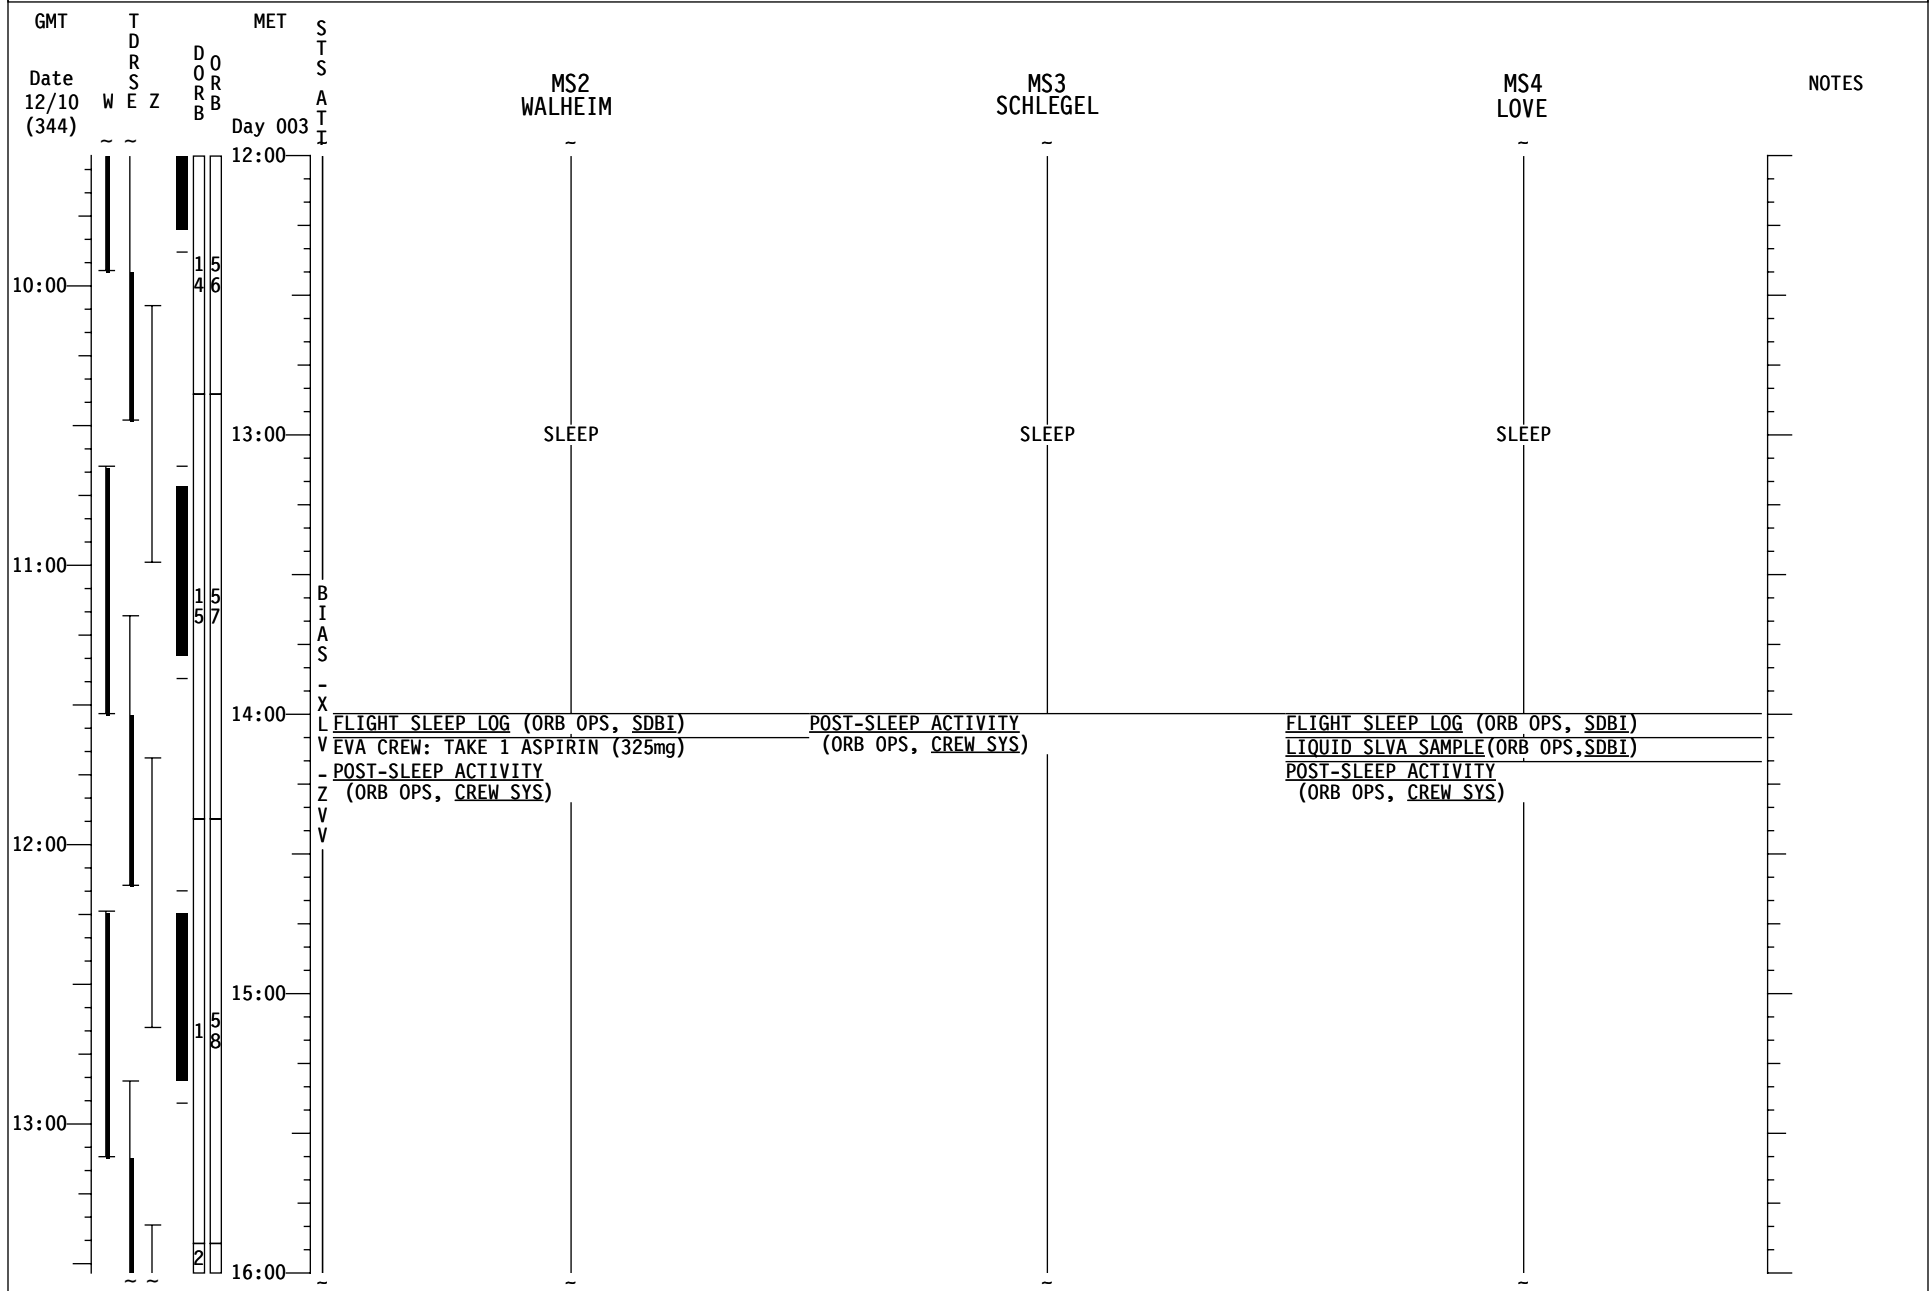 GMT
TDRS
MET
STS ATT
DORB
ORB
Date
12/10
(344)
W E Z
Day 003
MS2
WALHEIM
MS3
SCHLEGEL
MS4
LOVE
NOTES
~ ~ ~ ~ ~
12:00
14
56
10:00
13:00
SLEEP
SLEEP
SLEEP
11:00
15
57
BIAS -XLV -ZVV
14:00
FLIGHT SLEEP LOG (ORB OPS, SDBI)
EVA CREW: TAKE 1 ASPIRIN (325mg)
POST-SLEEP ACTIVITY
(ORB OPS, CREW SYS)
POST-SLEEP ACTIVITY
(ORB OPS, CREW SYS)
FLIGHT SLEEP LOG (ORB OPS, SDBI)
LIQUID SLVA SAMPLE(ORB OPS,SDBI)
POST-SLEEP ACTIVITY
(ORB OPS, CREW SYS)
12:00
15:00
1
58
13:00
2
16:00
~ ~ ~ ~ ~ ~